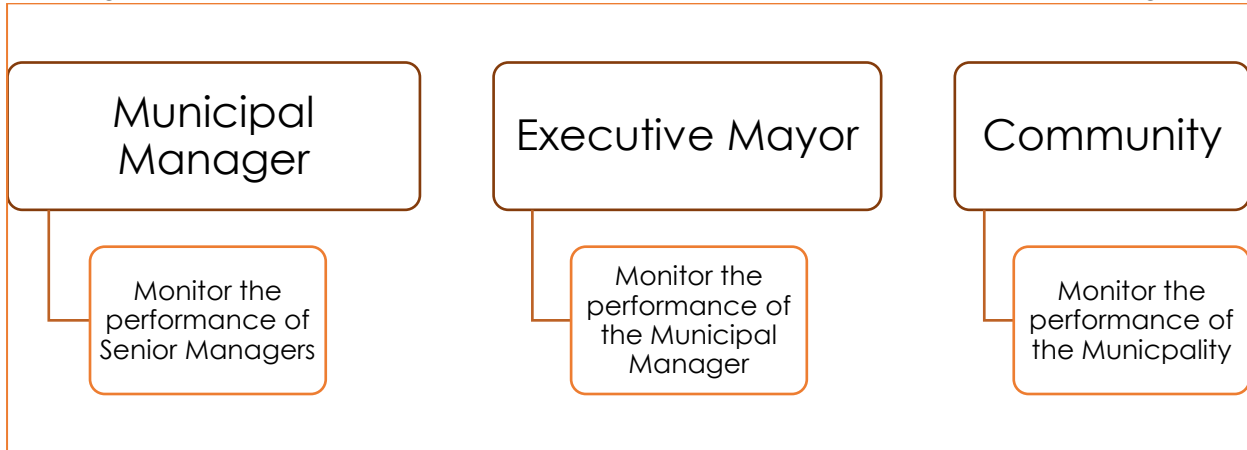 Municipal
Manager
Executive Mayor
Community
Monitor the
performance of
Senior Managers
Monitor the
performance of
the Municipal
Manager
Monitor the
performance of
the Municpality